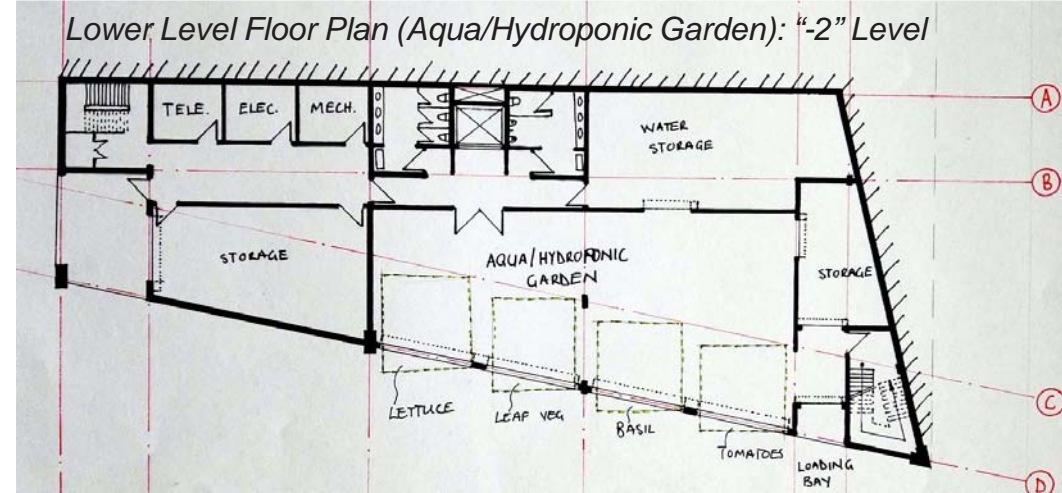 Lower Level Floor Plan (Aqua/Hydroponic Garden): “-2” Level
A
TELE.
ELEC.
MECH.
WATER
STORAGE
B
STORAGE
AQUA/HYDROPONIC
GARDEN
STORAGE
LETTUCE
LEAF VEG
BASIL
TOMATOES
LOADING
BAY
C
D